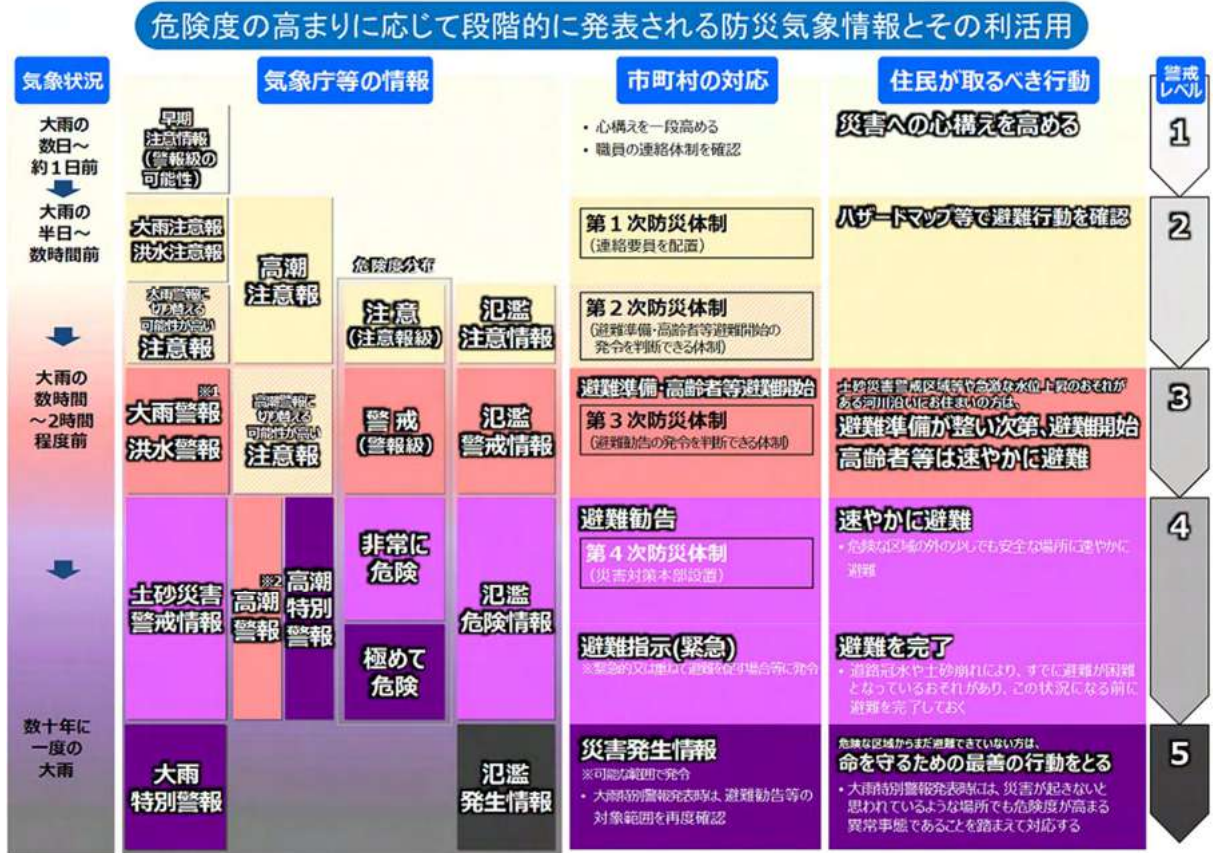 危険度の高まりに応じて段階的に発表される防災気象情報とその利活用
気象状況
気象庁等の情報
市町村の対応
住民が取るべき行動
警戒
レベル
大雨の
数日～
約1日前
早期
注意情報
(警報級の
可能性)
・心構えを一段高める
・職員の連絡体制を確認
災害への心構えを高める
1
大雨の
半日～
数時間前
大雨注意報
洪水注意報
高潮
注意報
危険度分布
第1次防災体制
(連絡要員を配置)
ハザードマップ等で避難行動を確認
2
大雨警報に
切り替える
可能性が高い
注意報
注意
(注意報級)
氾濫
注意情報
第2次防災体制
(避難準備・高齢者等避難開始の
発令を判断できる体制)
大雨の
数時間
～2時間
程度前
大雨警報
※1
洪水警報
高潮警報に
切り替える
可能性が高い
注意報
警戒
(警報級)
氾濫
警戒情報
避難準備・高齢者等避難開始
第3次防災体制
(避難勧告の発令を判断できる体制)
土砂災害警戒区域等や急激な水位上昇のおそれが
ある河川沿いにお住まいの方は、
避難準備が整い次第、避難開始
高齢者等は速やかに避難
3
土砂災害
警戒情報
※2
高潮
警報
高潮
特別
警報
非常に
危険
極めて
危険
氾濫
危険情報
避難勧告
第4次防災体制
(災害対策本部設置)
速やかに避難
・危険な区域の外の少しでも安全な場所に速やかに
避難
4
避難指示(緊急)
※緊急的又は重ねて避難を促す場合等に発令
避難を完了
・道路冠水や土砂崩れにより、すでに避難が困難
となっているおそれがあり、この状況になる前に
避難を完了しておく
数十年に
一度の
大雨
大雨
特別警報
氾濫
発生情報
災害発生情報
※可能な範囲で発令
・大雨特別警報発表時は、避難勧告等の
対象範囲を再度確認
危険な区域からまだ避難できていない方は、
命を守るための最善の行動をとる
・大雨特別警報発表時には、災害が起きないと
思われているような場所でも危険度が高まる
異常事態であることを踏まえて対応する
5